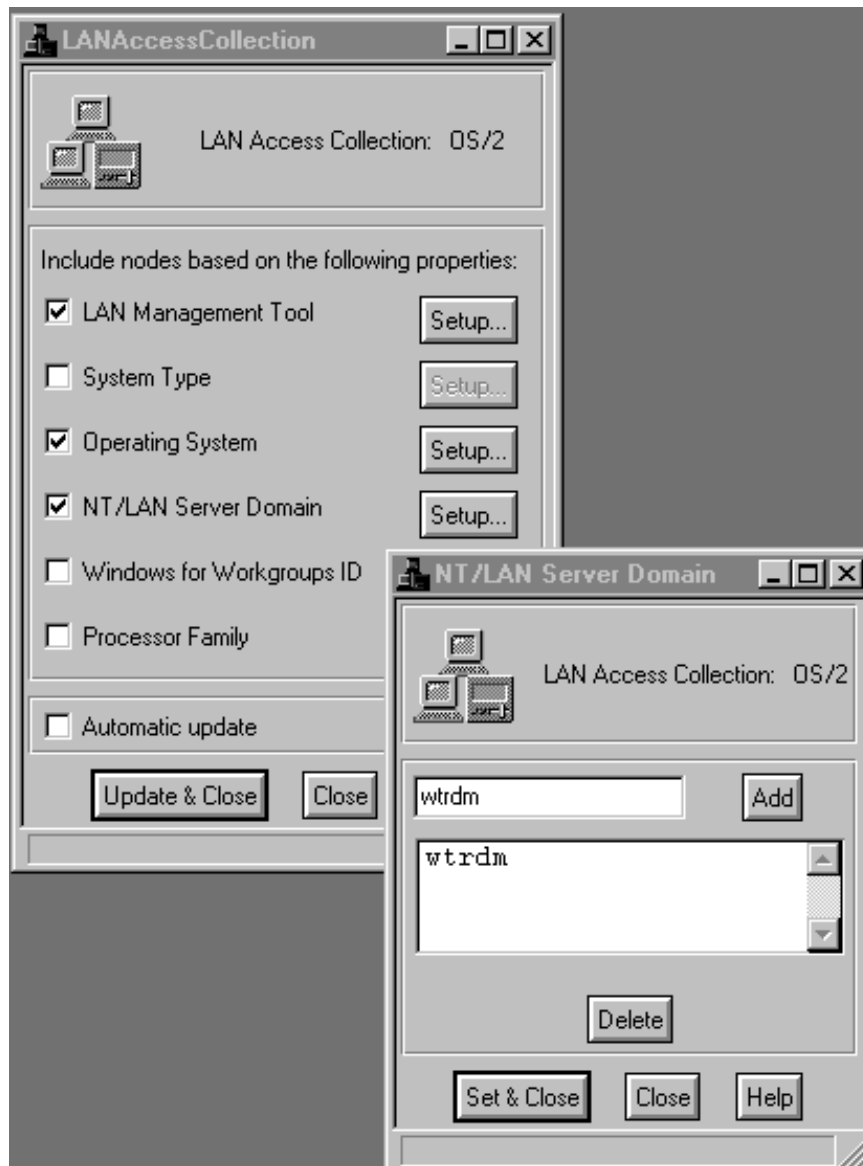 LANAccessCollection
LAN Access Collection: OS/2
Include nodes based on the following properties:
LAN Management Tool Setup...
System Type Setup...
Operating System Setup...
NT/LAN Server Domain Setup...
Windows for Workgroups ID
Processor Family
Automatic update
Update & Close Close
NT/LAN Server Domain
LAN Access Collection: OS/2
wtrdm Add
wtrdm
Delete
Set & Close Close Help